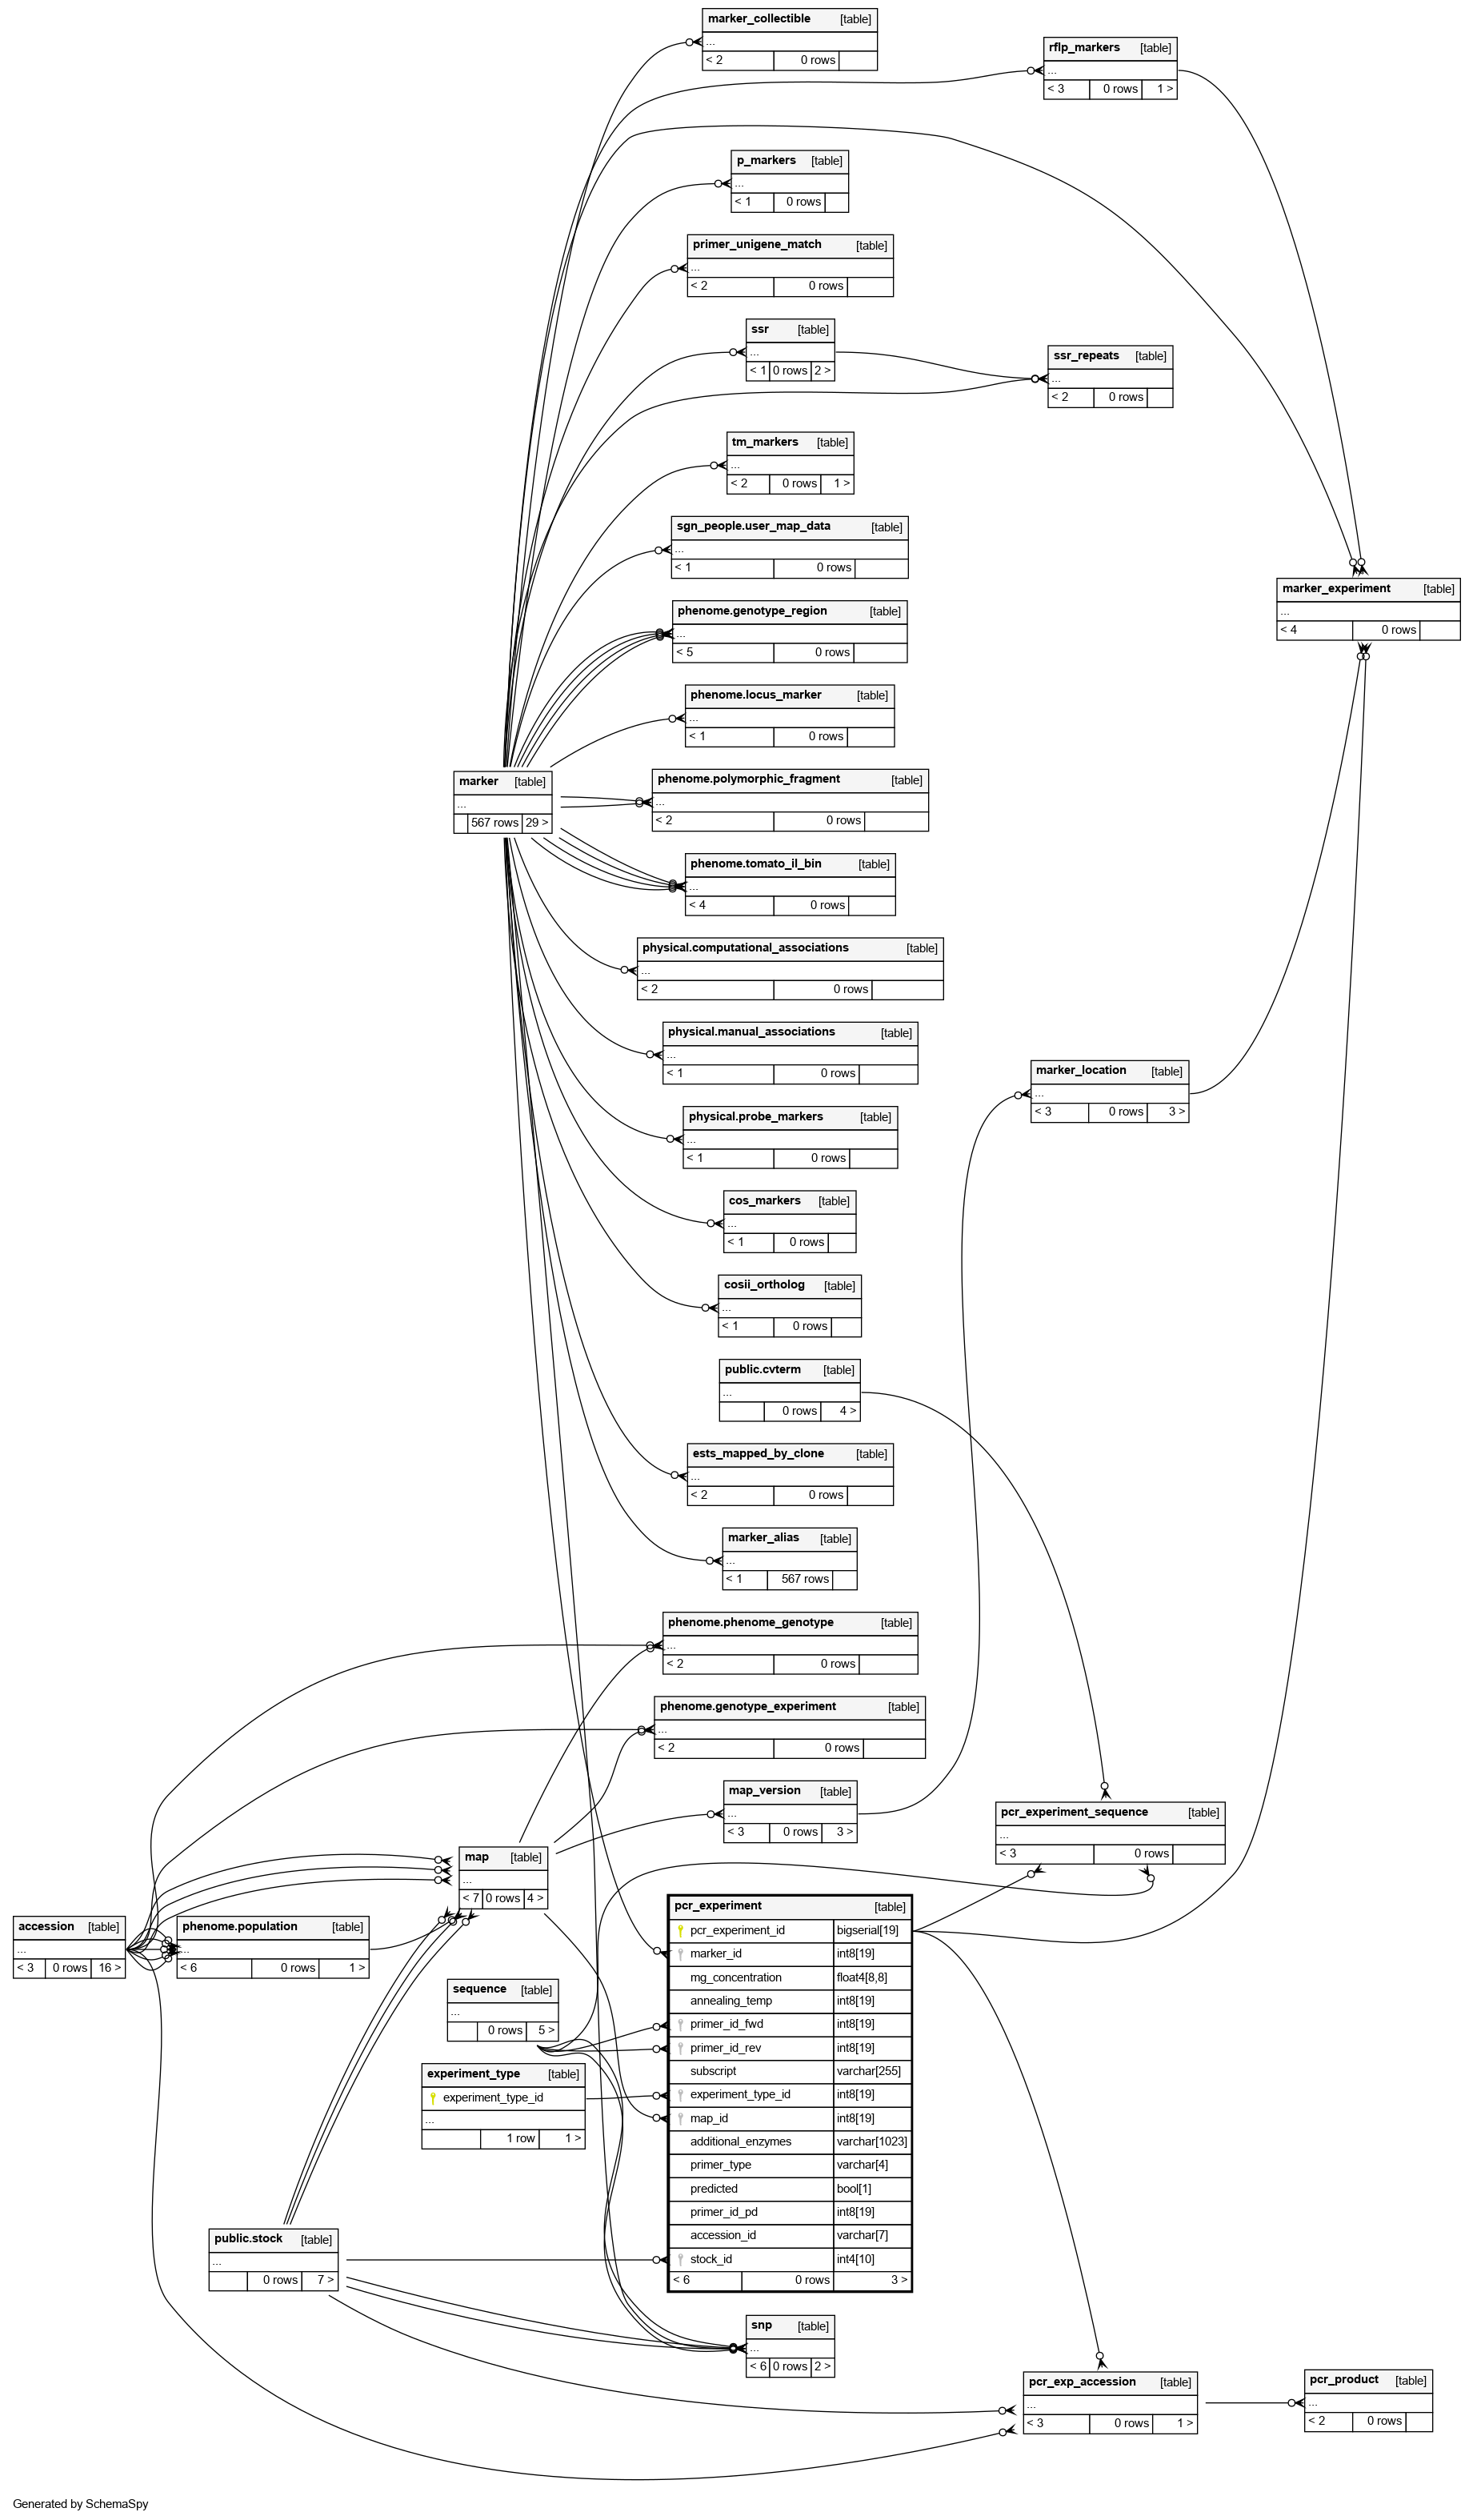 marker_collectible [table]
...
< 2 0 rows
rflp_markers [table]
...
< 3 0 rows 1 >
p_markers [table]
...
< 1 0 rows
primer_unigene_match [table]
...
< 2 0 rows
ssr [table]
...
< 1 0 rows 2 >
ssr_repeats [table]
...
< 2 0 rows
tm_markers [table]
...
< 2 0 rows 1 >
sgn_people.user_map_data [table]
...
< 1 0 rows
marker_experiment [table]
...
< 4 0 rows
phenome.genotype_region [table]
...
< 5 0 rows
phenome.locus_marker [table]
...
< 1 0 rows
marker [table]
...
567 rows 29 >
phenome.polymorphic_fragment [table]
...
< 2 0 rows
phenome.tomato_il_bin [table]
...
< 4 0 rows
physical.computational_associations [table]
...
< 2 0 rows
physical.manual_associations [table]
...
< 1 0 rows
marker_location [table]
...
< 3 0 rows 3 >
physical.probe_markers [table]
...
< 1 0 rows
cos_markers [table]
...
< 1 0 rows
cosii_ortholog [table]
...
< 1 0 rows
public.cvterm [table]
...
0 rows 4 >
ests_mapped_by_clone [table]
...
< 2 0 rows
marker_alias [table]
...
< 1 567 rows
phenome.phenome_genotype [table]
...
< 2 0 rows
phenome.genotype_experiment [table]
...
< 2 0 rows
map_version [table]
...
< 3 0 rows 3 >
pcr_experiment_sequence [table]
...
< 3 0 rows
map [table]
...
< 7 0 rows 4 >
accession [table]
...
< 3 0 rows 16 >
phenome.population [table]
...
< 6 0 rows 1 >
pcr_experiment [table]
pcr_experiment_id bigserial[19]
marker_id int8[19]
mg_concentration float4[8,8]
annealing_temp int8[19]
primer_id_fwd int8[19]
primer_id_rev int8[19]
subscript varchar[255]
experiment_type_id int8[19]
map_id int8[19]
additional_enzymes varchar[1023]
primer_type varchar[4]
predicted bool[1]
primer_id_pd int8[19]
accession_id varchar[7]
stock_id int4[10]
< 6 0 rows 3 >
sequence [table]
...
0 rows 5 >
experiment_type [table]
experiment_type_id
...
1 row 1 >
public.stock [table]
...
0 rows 7 >
snp [table]
...
< 6 0 rows 2 >
pcr_exp_accession [table]
...
< 3 0 rows 1 >
pcr_product [table]
...
< 2 0 rows
Generated by SchemaSpy